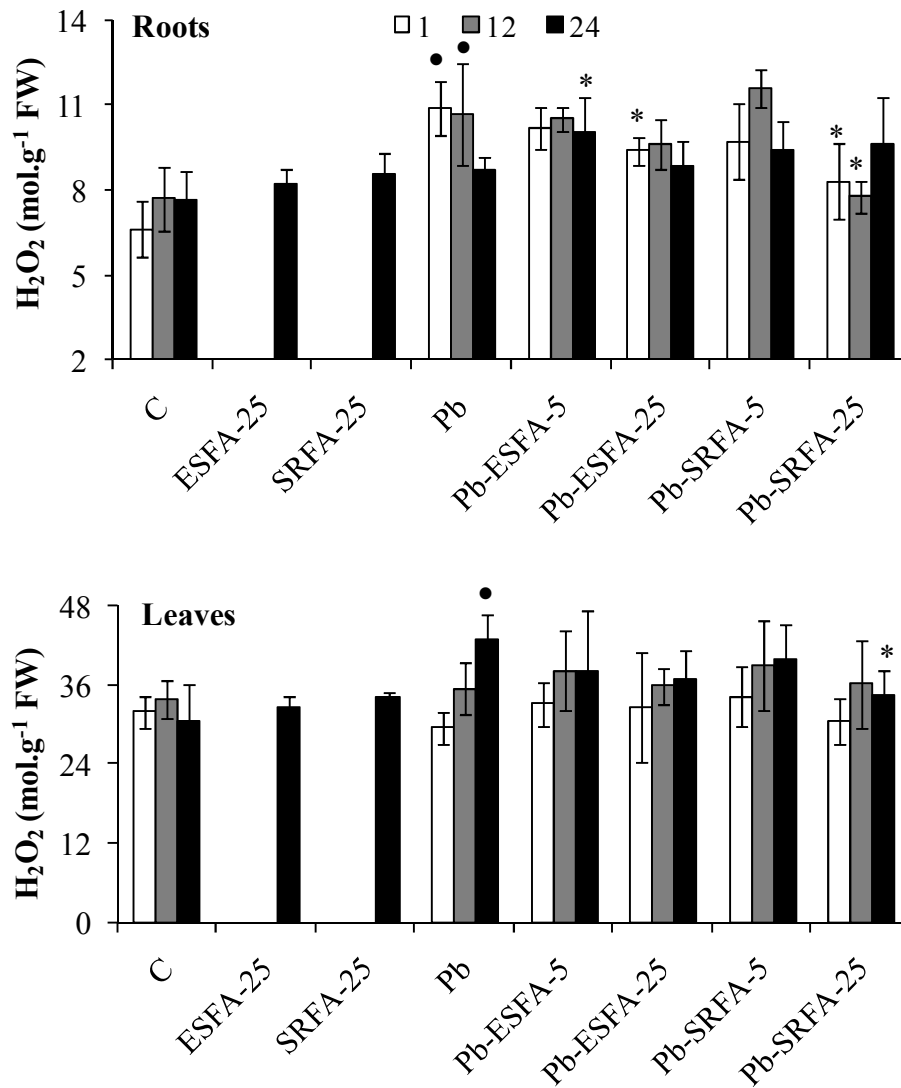 Roots
1 12 24
H₂O₂ (mol.g⁻¹ FW)
14
11
8
5
2
● ●
*
*
*
*
C
ESFA-25
SRFA-25
Pb
Pb-ESFA-5
Pb-ESFA-25
Pb-SRFA-5
Pb-SRFA-25
Leaves
H₂O₂ (mol.g⁻¹ FW)
48
36
24
12
0
●
*
C
ESFA-25
SRFA-25
Pb
Pb-ESFA-5
Pb-ESFA-25
Pb-SRFA-5
Pb-SRFA-25